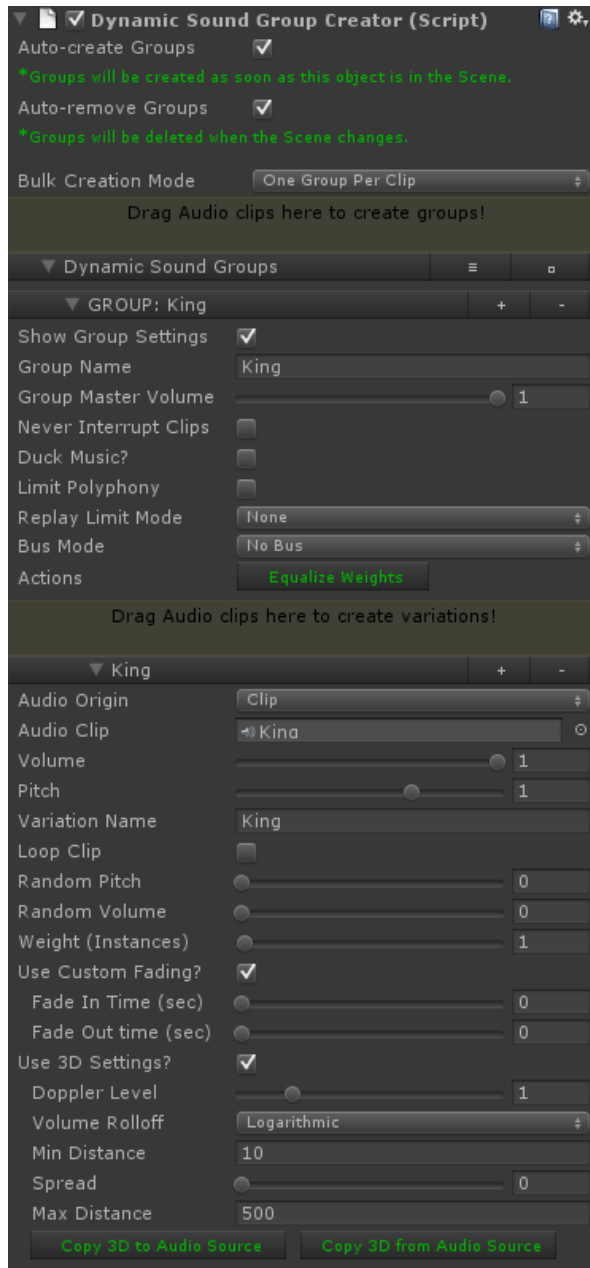 Dynamic Sound Group Creator (Script)
Auto-create Groups
*Groups will be created as soon as this object is in the Scene.
Auto-remove Groups
*Groups will be deleted when the Scene changes.
Bulk Creation Mode One Group Per Clip
Drag Audio clips here to create groups!
Dynamic Sound Groups
GROUP: King + -
Show Group Settings
Group Name King
Group Master Volume 1
Never Interrupt Clips
Duck Music?
Limit Polyphony
Replay Limit Mode None
Bus Mode No Bus
Actions Equalize Weights
Drag Audio clips here to create variations!
King + -
Audio Origin Clip
Audio Clip King
Volume 1
Pitch 1
Variation Name King
Loop Clip
Random Pitch 0
Random Volume 0
Weight (Instances) 1
Use Custom Fading?
Fade In Time (sec) 0
Fade Out time (sec) 0
Use 3D Settings?
Doppler Level 1
Volume Rolloff Logarithmic
Min Distance 10
Spread 0
Max Distance 500
Copy 3D to Audio Source Copy 3D from Audio Source